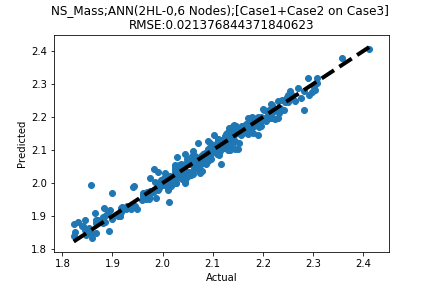 NS_Mass;ANN(2HL-0,6 Nodes);[Case1+Case2 on Case3]
RMSE:0.021376844371840623
2.4
2.3
2.2
2.1
2.0
1.9
1.8
Predicted
1.8 1.9 2.0 2.1 2.2 2.3 2.4
Actual